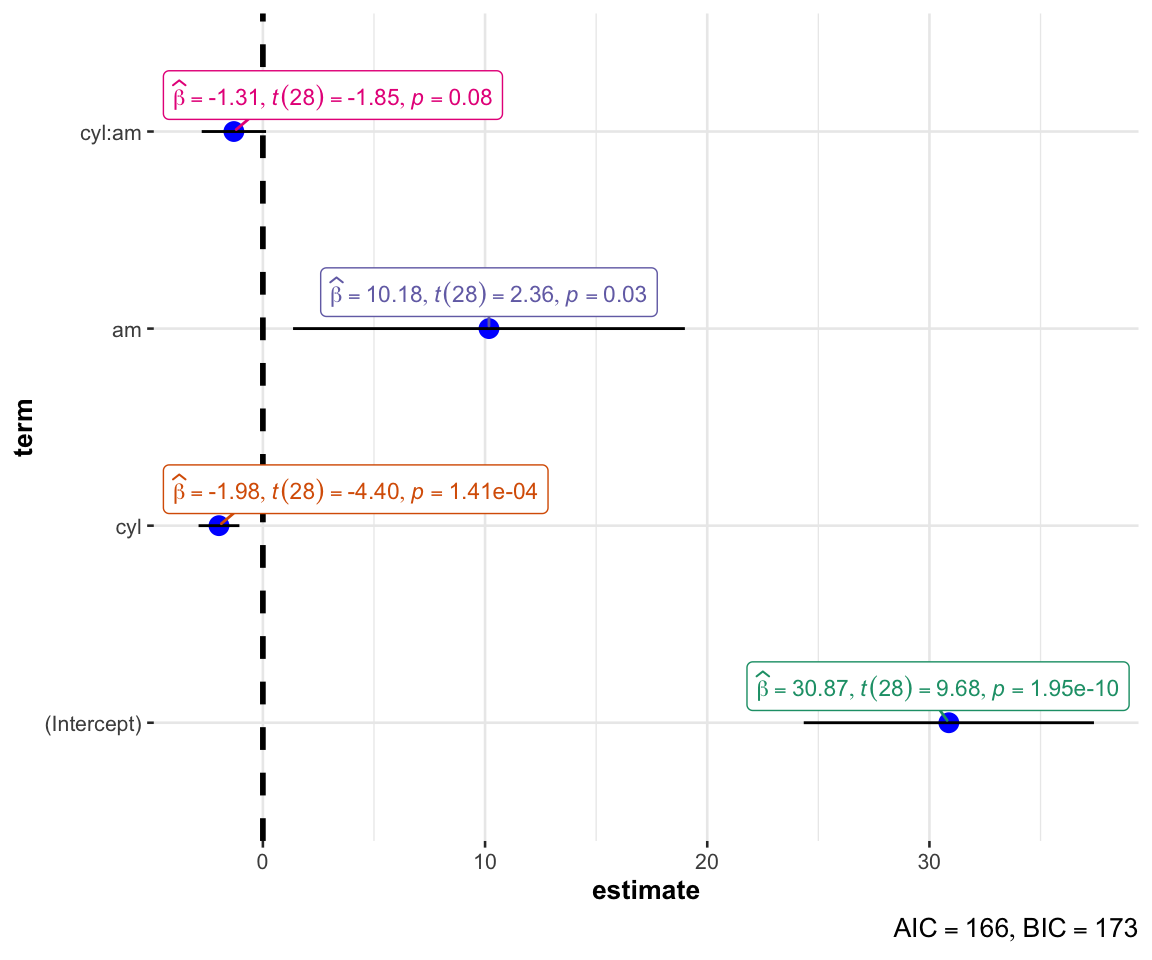 β̂ = -1.31, t(28) = -1.85, p = 0.08
cyl:am
β̂ = 10.18, t(28) = 2.36, p = 0.03
am
term
β̂ = -1.98, t(28) = -4.40, p = 1.41e-04
cyl
β̂ = 30.87, t(28) = 9.68, p = 1.95e-10
(Intercept)
0 10 20 30
estimate
AIC = 166, BIC = 173